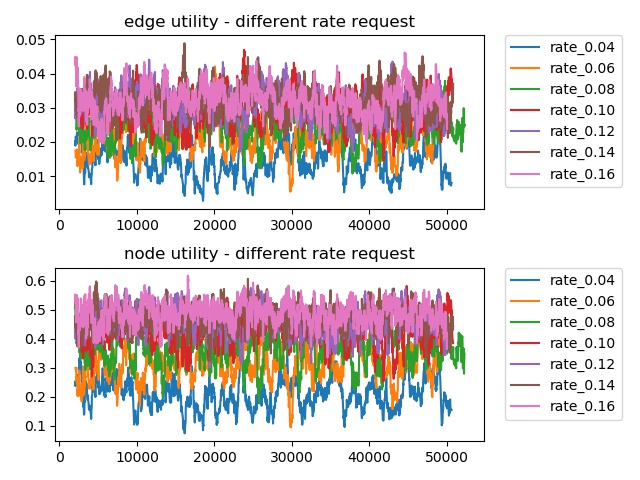 edge utility - different rate request
0.05
0.04
0.03
0.02
0.01
0 10000 20000 30000 40000 50000
rate_0.04
rate_0.06
rate_0.08
rate_0.10
rate_0.12
rate_0.14
rate_0.16
node utility - different rate request
0.6
0.5
0.4
0.3
0.2
0.1
0 10000 20000 30000 40000 50000
rate_0.04
rate_0.06
rate_0.08
rate_0.10
rate_0.12
rate_0.14
rate_0.16